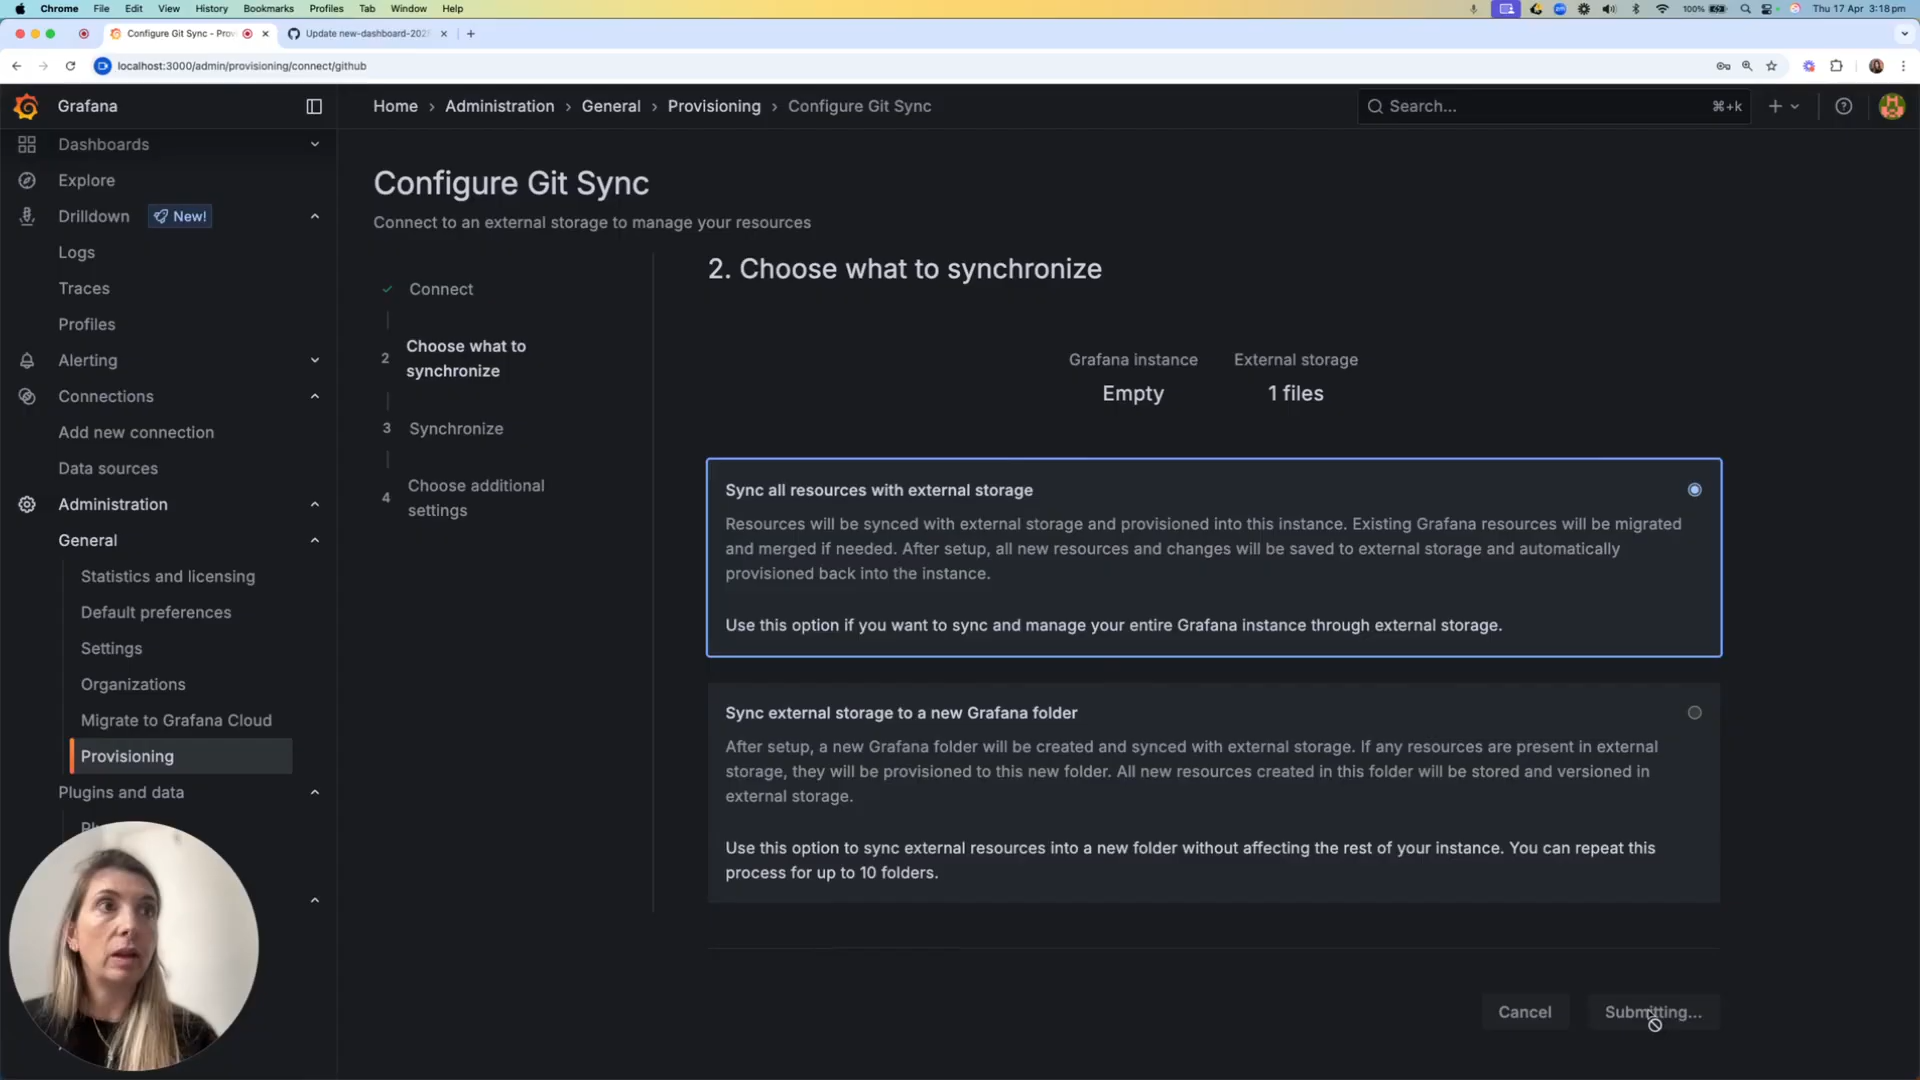 Chrome File Edit View History Bookmarks Profiles Tab Window Help
100% Thu 17 Apr 3:18 pm
Configure Git Sync - Prov
Update new-dashboard-202
localhost:3000/admin/provisioning/connect/github
Grafana
Home › Administration › General › Provisioning › Configure Git Sync
Search... ⌘+k
Dashboards
Explore
Drilldown New!
Logs
Traces
Profiles
Alerting
Connections
Add new connection
Data sources
Administration
General
Statistics and licensing
Default preferences
Settings
Organizations
Migrate to Grafana Cloud
Provisioning
Plugins and data
Configure Git Sync
Connect to an external storage to manage your resources
Connect
2 Choose what to
synchronize
3 Synchronize
4 Choose additional
settings
2. Choose what to synchronize
Grafana instance External storage
Empty 1 files
Sync all resources with external storage
Resources will be synced with external storage and provisioned into this instance. Existing Grafana resources will be migrated
and merged if needed. After setup, all new resources and changes will be saved to external storage and automatically
provisioned back into the instance.
Use this option if you want to sync and manage your entire Grafana instance through external storage.
Sync external storage to a new Grafana folder
After setup, a new Grafana folder will be created and synced with external storage. If any resources are present in external
storage, they will be provisioned to this new folder. All new resources created in this folder will be stored and versioned in
external storage.
Use this option to sync external resources into a new folder without affecting the rest of your instance. You can repeat this
process for up to 10 folders.
Cancel Submitting...